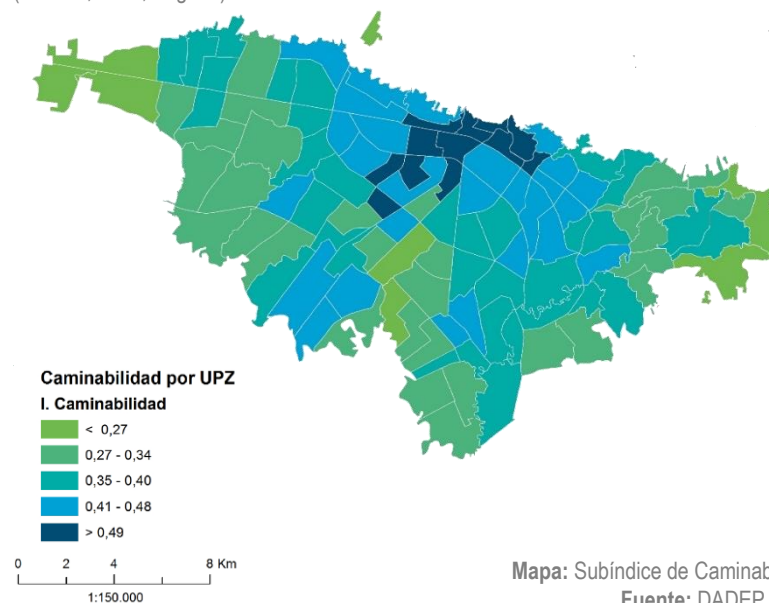 Caminabilidad por UPZ
I. Caminabilidad
< 0,27
0,27 - 0,34
0,35 - 0,40
0,41 - 0,48
> 0,49
0 2 4 8 Km
1:150.000
Mapa: Subíndice de Caminab
Fuente: DADEP